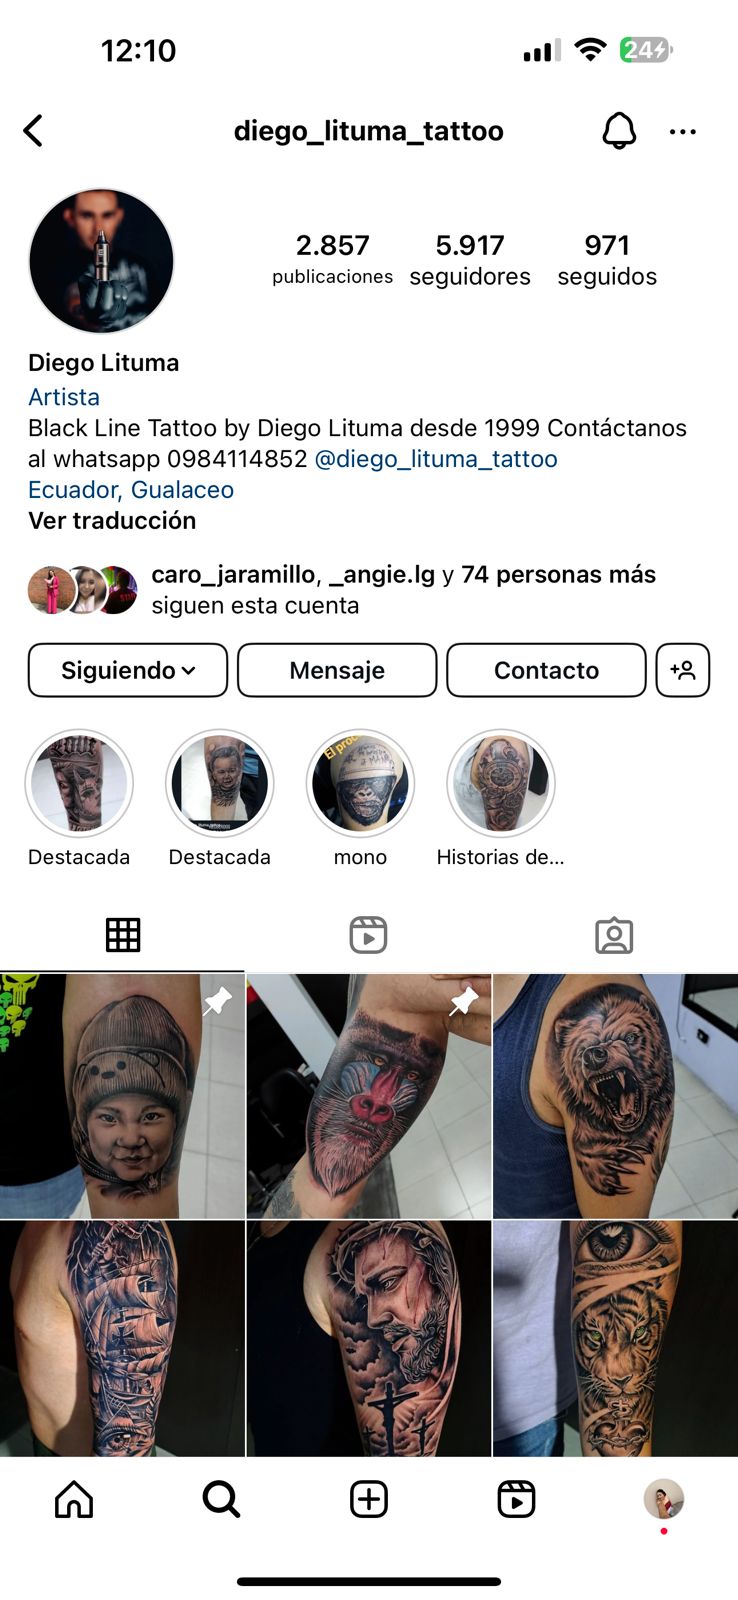 12:10
24
diego_lituma_tattoo
2.857
5.917
971
publicaciones
seguidores
seguidos
Diego Lituma
Artista
Black Line Tattoo by Diego Lituma desde 1999 Contáctanos
al whatsapp 0984114852 @diego_lituma_tattoo
Ecuador, Gualaceo
Ver traducción
caro_jaramillo, _angie.lg y 74 personas más
siguen esta cuenta
Siguiendo
Mensaje
Contacto
El pro
Destacada
Destacada
mono
Historias de...